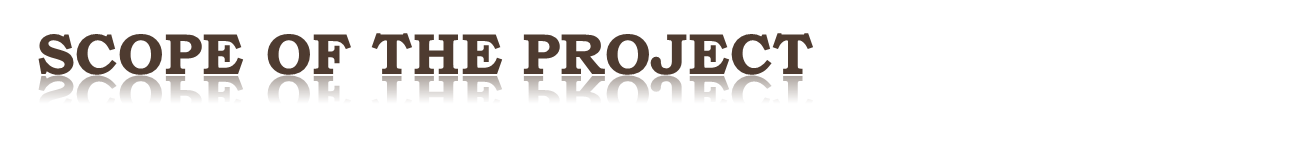 SCOPE OF THE PROJECT